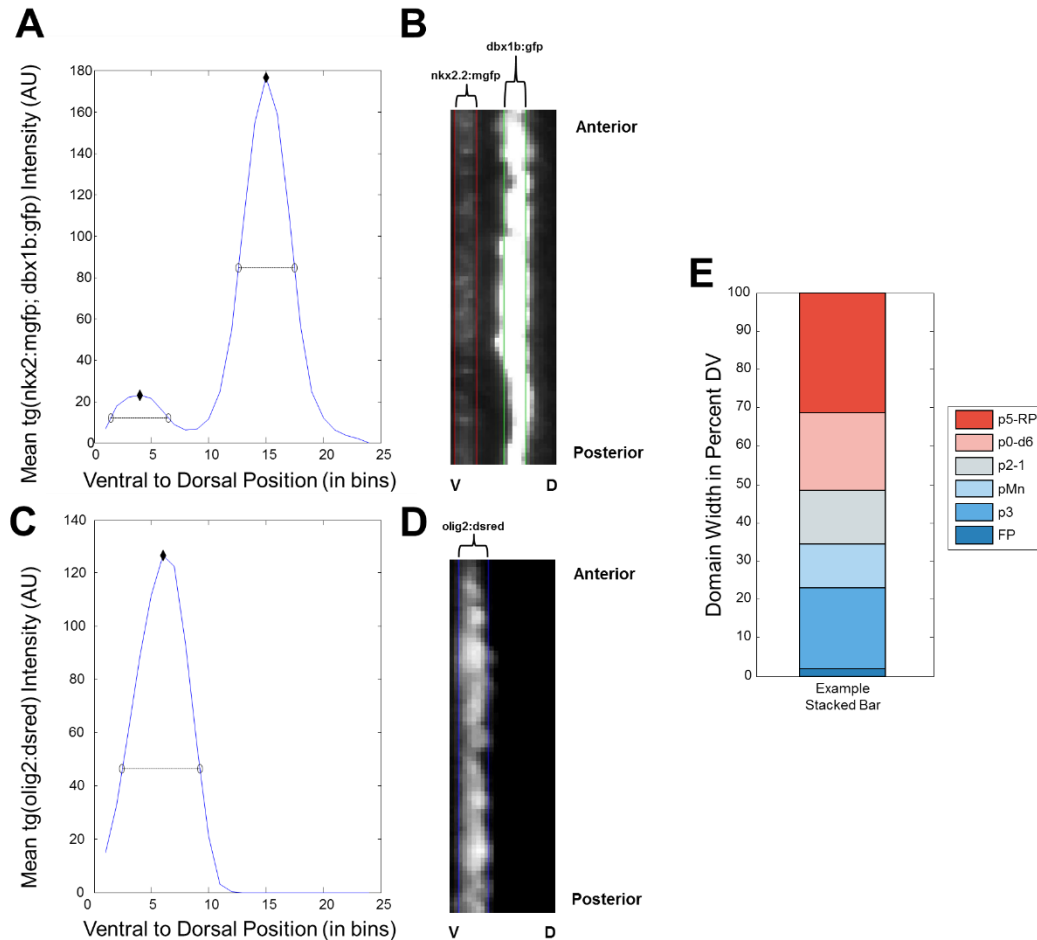 A
Mean tg(nkx2:mgfp; dbx1b:gfp) Intensity (AU)
180
160
140
120
100
80
60
40
20
0
0
5
10
15
20
25
Ventral to Dorsal Position (in bins)
B
dbx1b:gfp
nkx2.2:mgfp
Anterior
Posterior
V
D
C
Mean tg(olig2:dsred) Intensity (AU)
140
120
100
80
60
40
20
0
0
5
10
15
20
25
Ventral to Dorsal Position (in bins)
D
olig2:dsred
Anterior
Posterior
V
D
E
Domain Width in Percent DV
100
90
80
70
60
50
40
30
20
10
0
Example
Stacked Bar
p5-RP
p0-d6
p2-1
pMn
p3
FP